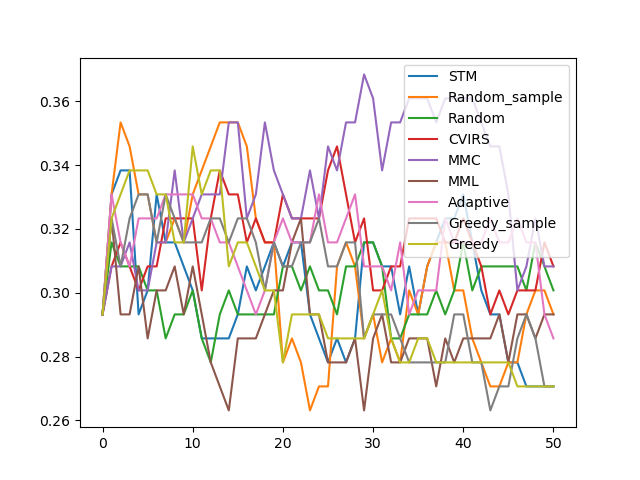 0.36
0.34
0.32
0.30
0.28
0.26
0
10
20
30
40
50
STM
Random_sample
Random
CVIRS
MMC
MML
Adaptive
Greedy_sample
Greedy